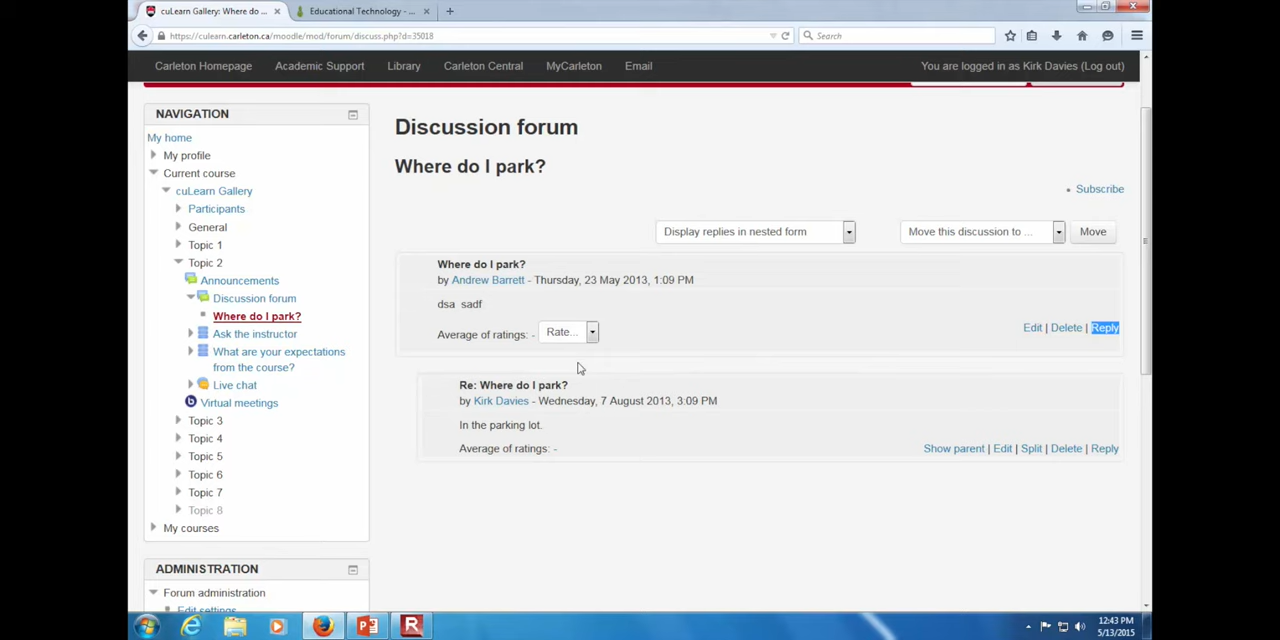 cuLearn Gallery: Where do ... ×
Educational Technology - ... ×
+
https://culearn.carleton.ca/moodle/mod/forum/discuss.php?d=35018
Search
Carleton Homepage
Academic Support
Library
Carleton Central
MyCarleton
Email
You are logged in as Kirk Davies (Log out)
NAVIGATION
My home
My profile
Current course
cuLearn Gallery
Participants
General
Topic 1
Topic 2
Announcements
Discussion forum
Where do I park?
Ask the instructor
What are your expectations
from the course?
Live chat
Virtual meetings
Topic 3
Topic 4
Topic 5
Topic 6
Topic 7
Topic 8
My courses
ADMINISTRATION
Forum administration
Edit settings
Discussion forum
Where do I park?
Subscribe
Display replies in nested form
Move this discussion to ...
Move
Where do I park?
by Andrew Barrett - Thursday, 23 May 2013, 1:09 PM
dsa sadf
Average of ratings: - Rate...
Edit | Delete | Reply
Re: Where do I park?
by Kirk Davies - Wednesday, 7 August 2013, 3:09 PM
In the parking lot.
Average of ratings: -
Show parent | Edit | Split | Delete | Reply
12:43 PM
5/13/2015